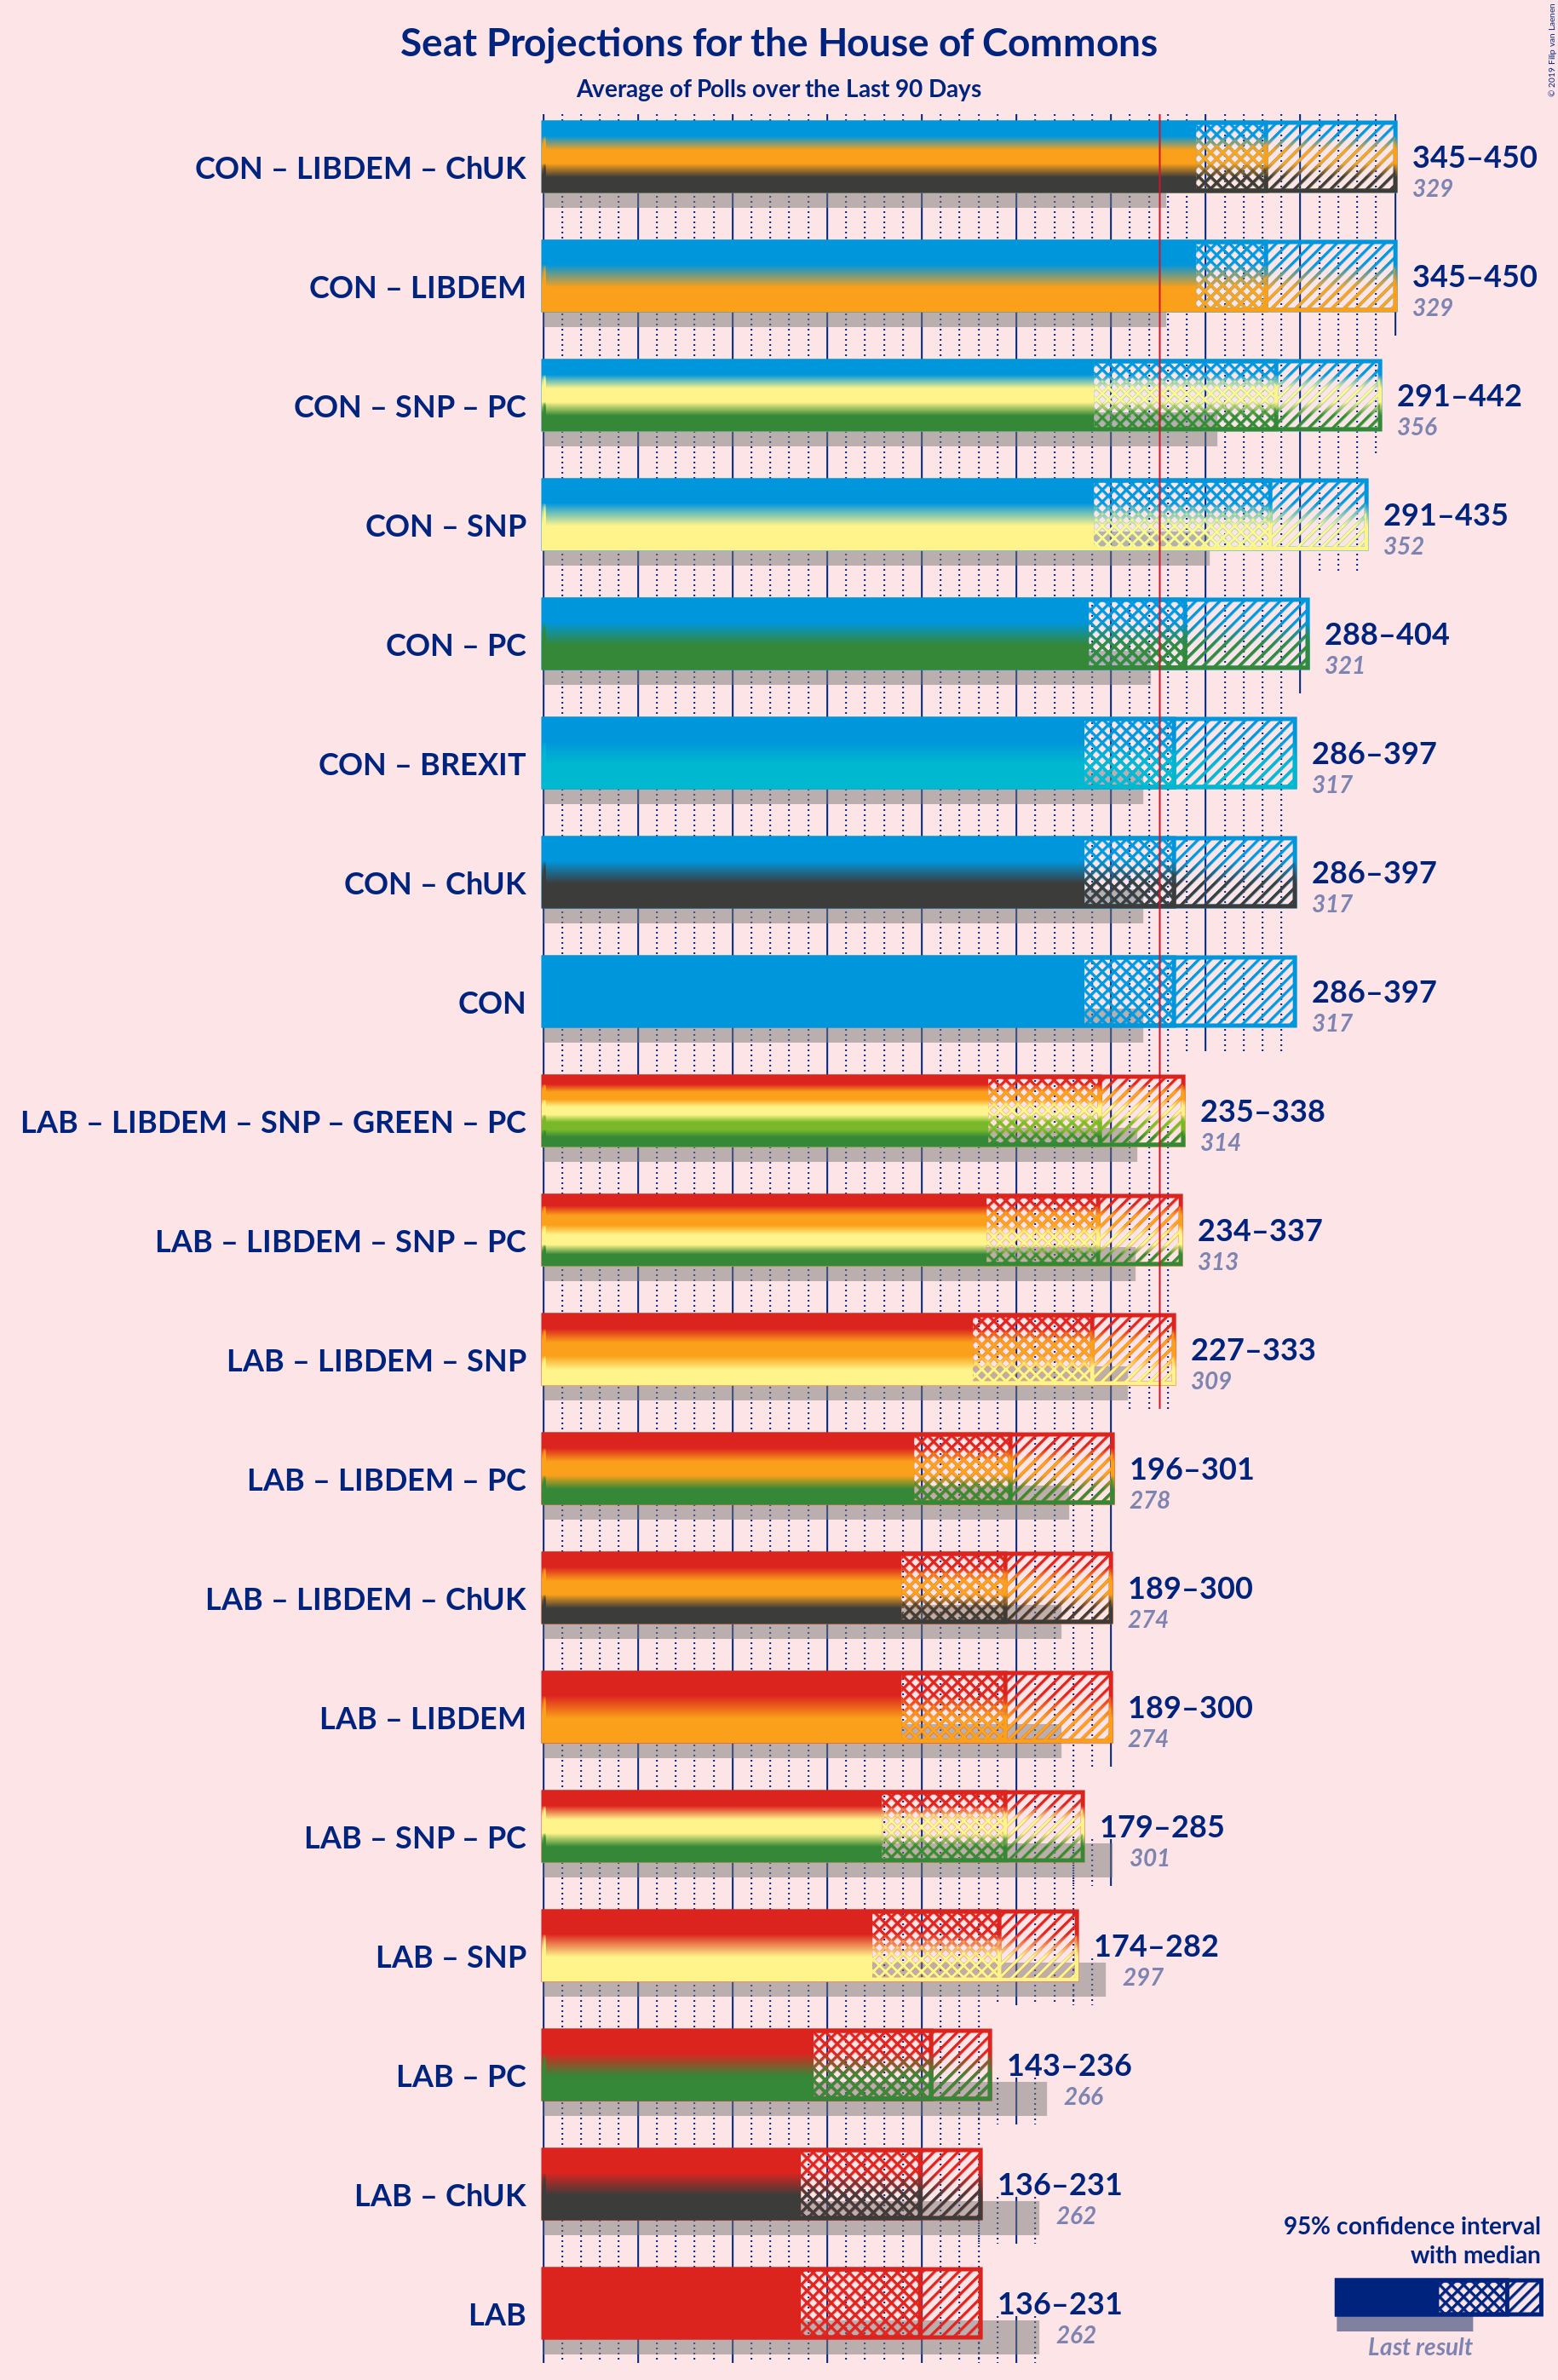 Seat Projections for the House of Commons
Average of Polls over the Last 90 Days
© 2019 Filip van Laenen
CON – LIBDEM – ChUK
345–450
329
CON – LIBDEM
345–450
329
CON – SNP – PC
291–442
356
CON – SNP
291–435
352
CON – PC
288–404
321
CON – BREXIT
286–397
317
CON – ChUK
286–397
317
CON
286–397
317
LAB – LIBDEM – SNP – GREEN – PC
235–338
314
LAB – LIBDEM – SNP – PC
234–337
313
LAB – LIBDEM – SNP
227–333
309
LAB – LIBDEM – PC
196–301
278
LAB – LIBDEM – ChUK
189–300
274
LAB – LIBDEM
189–300
274
LAB – SNP – PC
179–285
301
LAB – SNP
174–282
297
LAB – PC
143–236
266
LAB – ChUK
136–231
262
LAB
136–231
262
95% confidence interval
with median
Last result